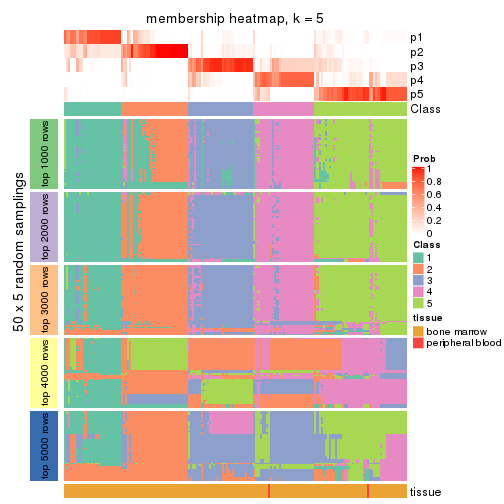 membership heatmap, k = 5
p1
p2
p3
p4
p5
Class
50 x 5 random samplings
top 1000 rows
top 2000 rows
top 3000 rows
top 4000 rows
top 5000 rows
Prob
1
0.8
0.6
0.4
0.2
0
Class
1
2
3
4
5
tissue
bone marrow
peripheral blood
tissue